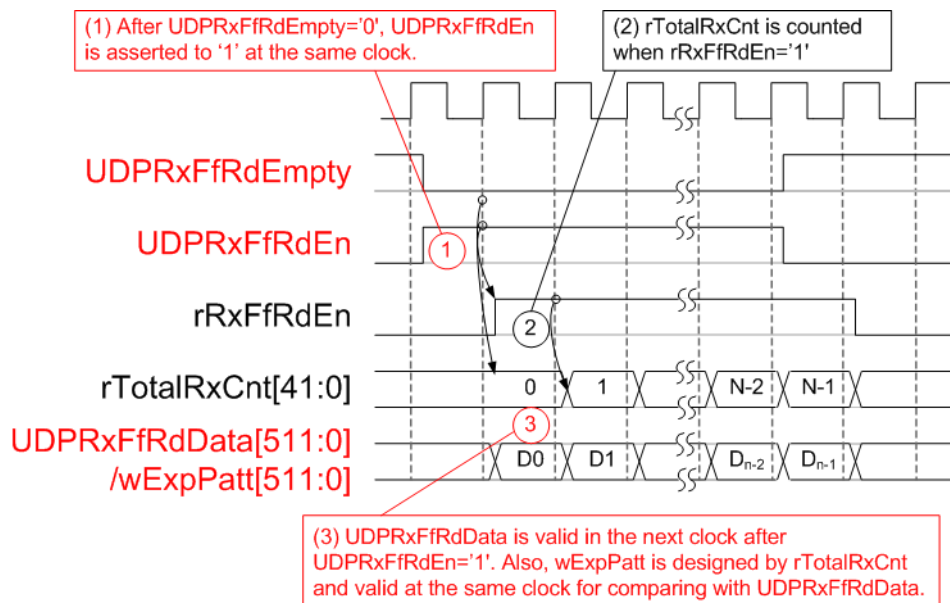 (1) After UDPRxFfRdEmpty='0', UDPRxFfRdEn
is asserted to ‘1’ at the same clock.
(2) rTotalRxCnt is counted
when rRxFfRdEn='1'
UDPRxFfRdEmpty
UDPRxFfRdEn
1
rRxFfRdEn
2
rTotalRxCnt[41:0]
0 1 N-2 N-1
3
UDPRxFfRdData[511:0]
/wExpPatt[511:0]
D0 D1 Dn-2 Dn-1
(3) UDPRxFfRdData is valid in the next clock after
UDPRxFfRdEn='1'. Also, wExpPatt is designed by rTotalRxCnt
and valid at the same clock for comparing with UDPRxFfRdData.